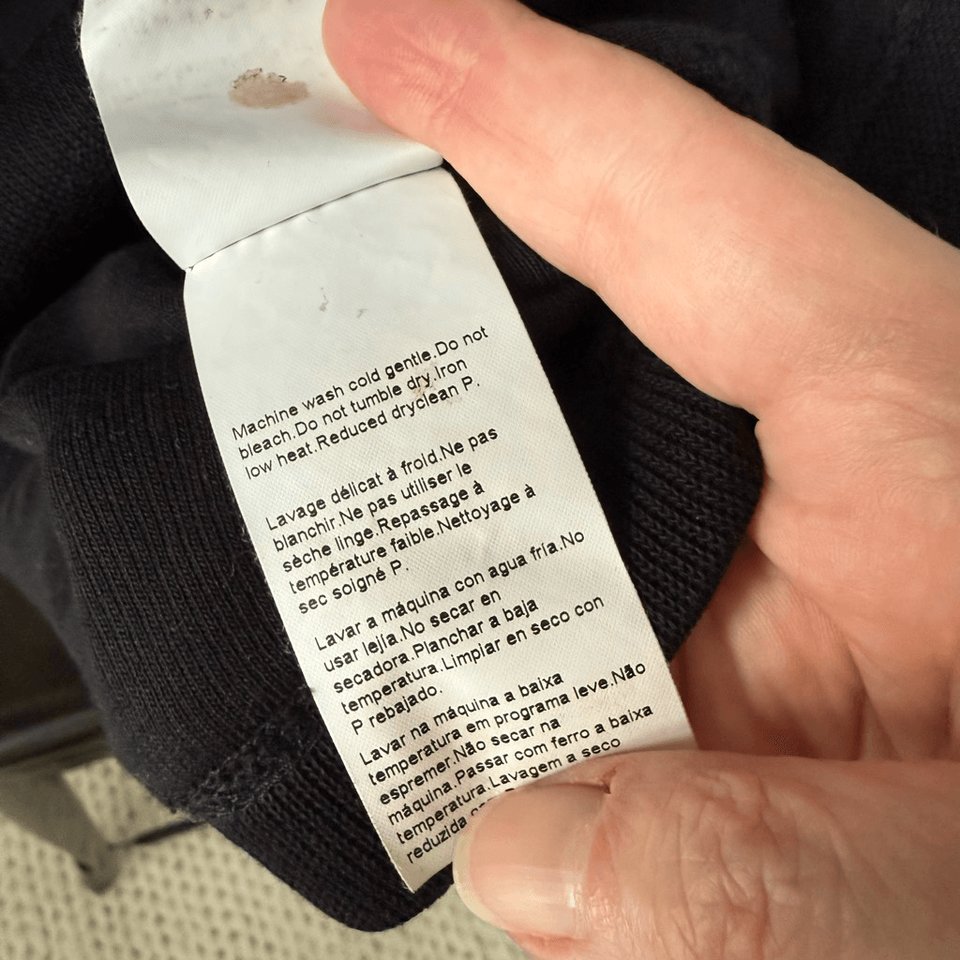 Machine wash cold gentle.Do not
bleach.Do not tumble dry.Iron
low heat.Reduced dryclean P.
Lavage délicat à froid.Ne pas
blanchir.Ne pas utiliser le
sèche linge.Repassage à
température faible.Nettoyage à
sec soigné P.
Lavar a máquina con agua fría.No
usar lejía.No secar en
secadora.Planchar a baja
temperatura.Limpiar en seco con
P rebajado.
Lavar na máquina a baixa
temperatura em programa leve.Não
espremer.Não secar na
máquina.Passar com ferro a baixa
temperatura.Lavagem a seco
reduzida